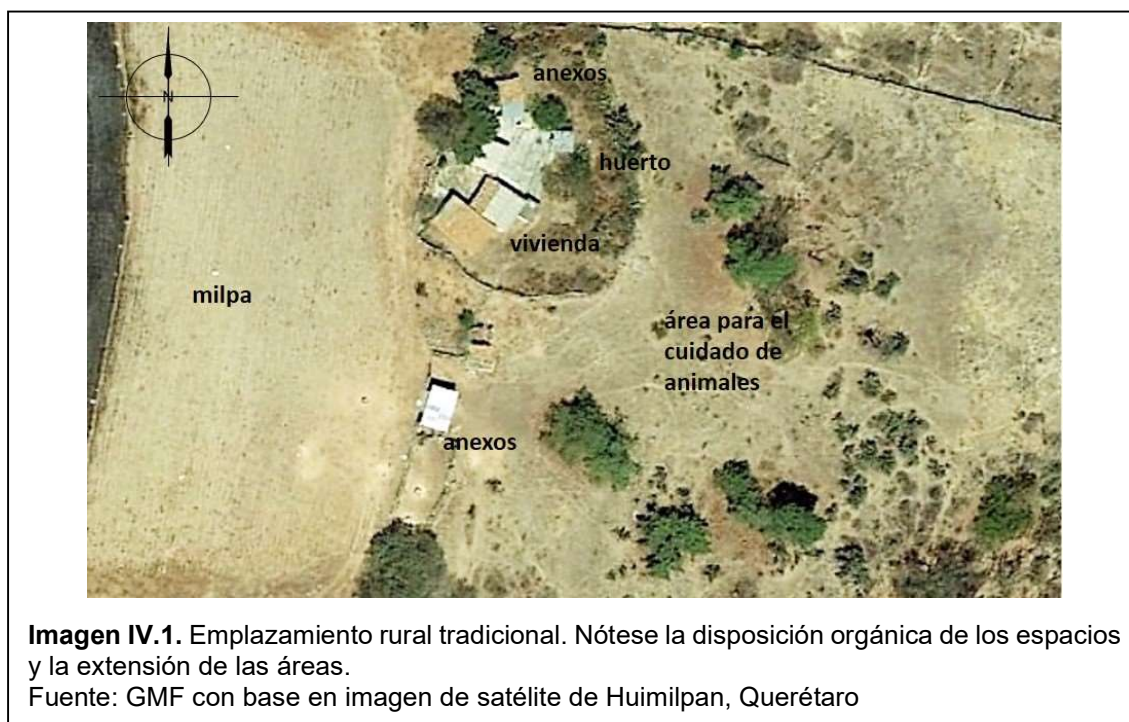 N
anexos
huerto
vivienda
milpa
área para el
cuidado de
animales
anexos
Imagen IV.1. Emplazamiento rural tradicional. Nótese la disposición orgánica de los espacios
y la extensión de las áreas.
Fuente: GMF con base en imagen de satélite de Huimilpan, Querétaro